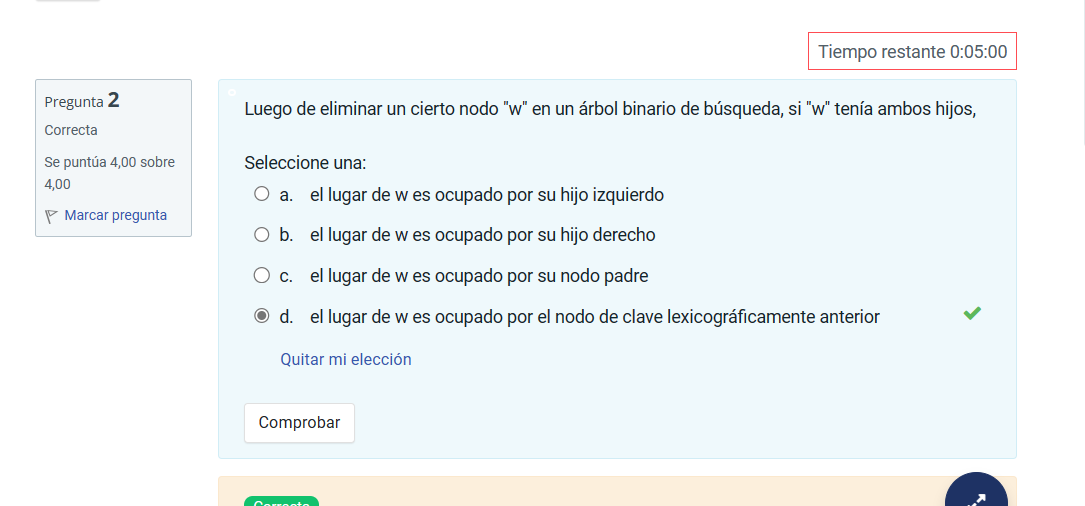 Tiempo restante 0:05:00
Pregunta 2
Correcta
Se puntúa 4,00 sobre
4,00
Marcar pregunta
Luego de eliminar un cierto nodo "w" en un árbol binario de búsqueda, si "w" tenía ambos hijos,
Seleccione una:
a. el lugar de w es ocupado por su hijo izquierdo
b. el lugar de w es ocupado por su hijo derecho
c. el lugar de w es ocupado por su nodo padre
d. el lugar de w es ocupado por el nodo de clave lexicográficamente anterior
Quitar mi elección
Comprobar